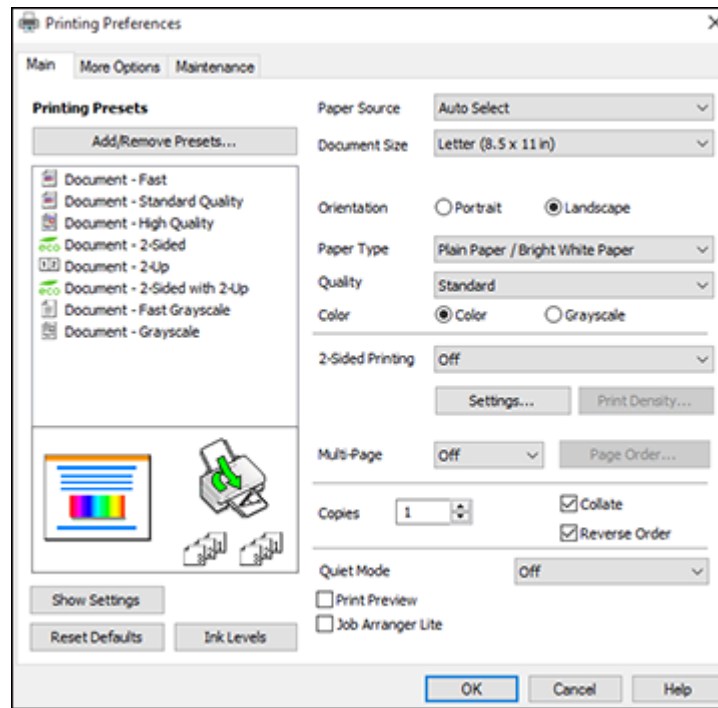 Printing Preferences
Main More Options Maintenance
Printing Presets
Add/Remove Presets...
Document - Fast
Document - Standard Quality
Document - High Quality
eco Document - 2-Sided
1 2 Document - 2-Up
eco Document - 2-Sided with 2-Up
Document - Fast Grayscale
Document - Grayscale
Show Settings
Reset Defaults Ink Levels
Paper Source Auto Select
Document Size Letter (8.5 x 11 in)
Orientation Portrait Landscape
Paper Type Plain Paper / Bright White Paper
Quality Standard
Color Color Grayscale
2-Sided Printing Off
Settings... Print Density...
Multi-Page Off Page Order...
Copies 1 Collate
Reverse Order
Quiet Mode Off
Print Preview
Job Arranger Lite
OK Cancel Help